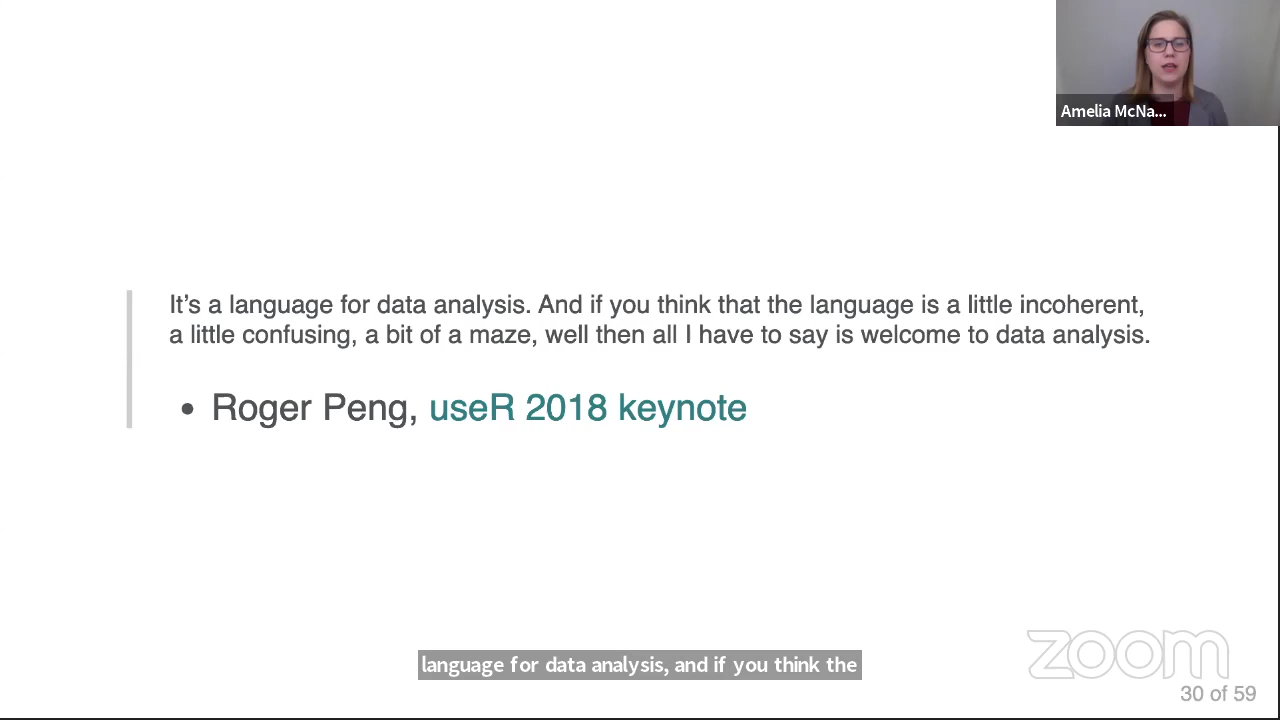 Amelia McNa...
It’s a language for data analysis. And if you think that the language is a little incoherent,
a little confusing, a bit of a maze, well then all I have to say is welcome to data analysis.
• Roger Peng, useR 2018 keynote
language for data analysis, and if you think the
zoom
30 of 59